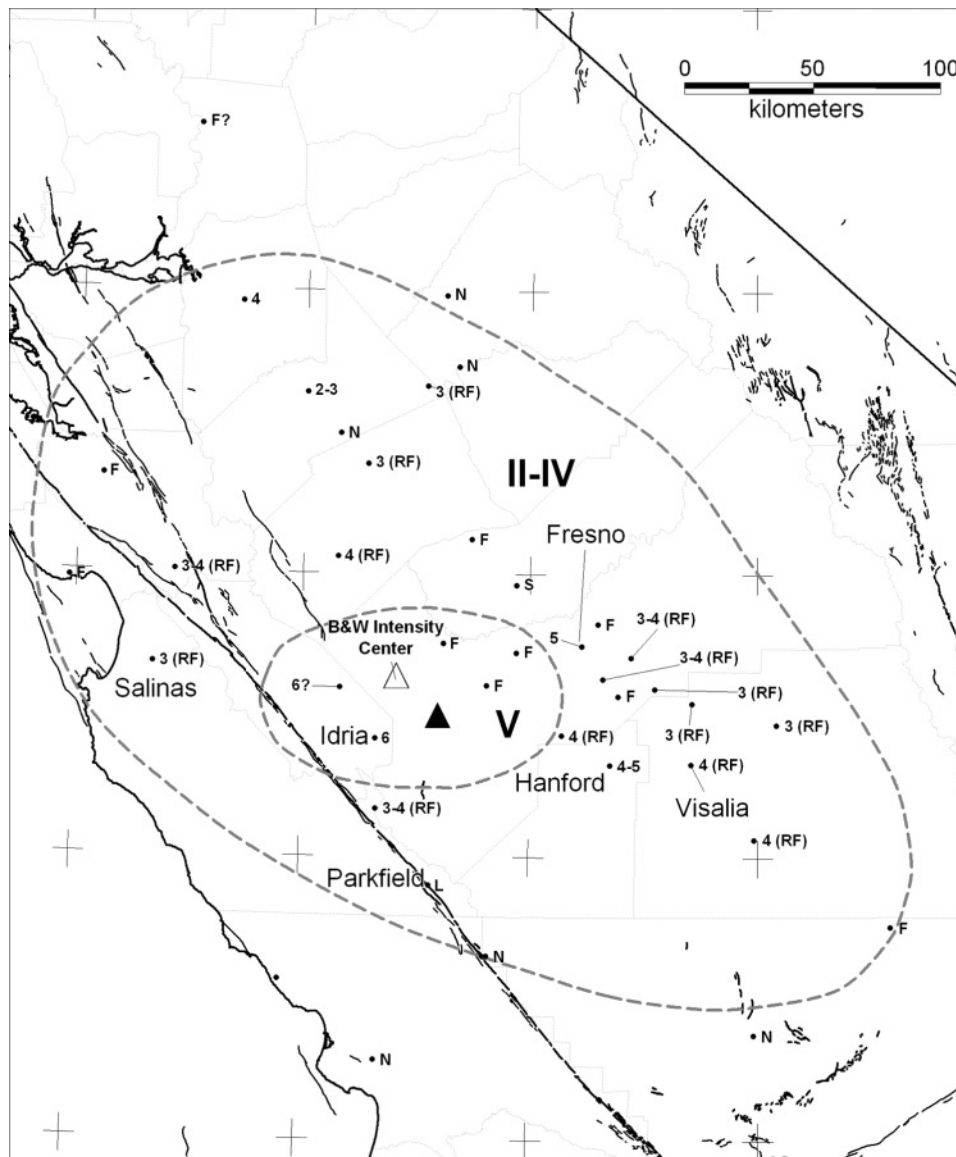 0 50 100
kilometers
F?
4
N
N
2-3
3 (RF)
N
3 (RF)
F
II-IV
Fresno
4 (RF)
F
3-4 (RF)
F
S
B&W Intensity
Center
F
F
5
F
3-4 (RF)
3-4 (RF)
3 (RF)
Salinas
6?
F
V
F
3 (RF)
3 (RF)
3 (RF)
Idria
6
4 (RF)
Hanford
4-5
4 (RF)
Visalia
3-4 (RF)
4 (RF)
Parkfield
L
F
N
N
N